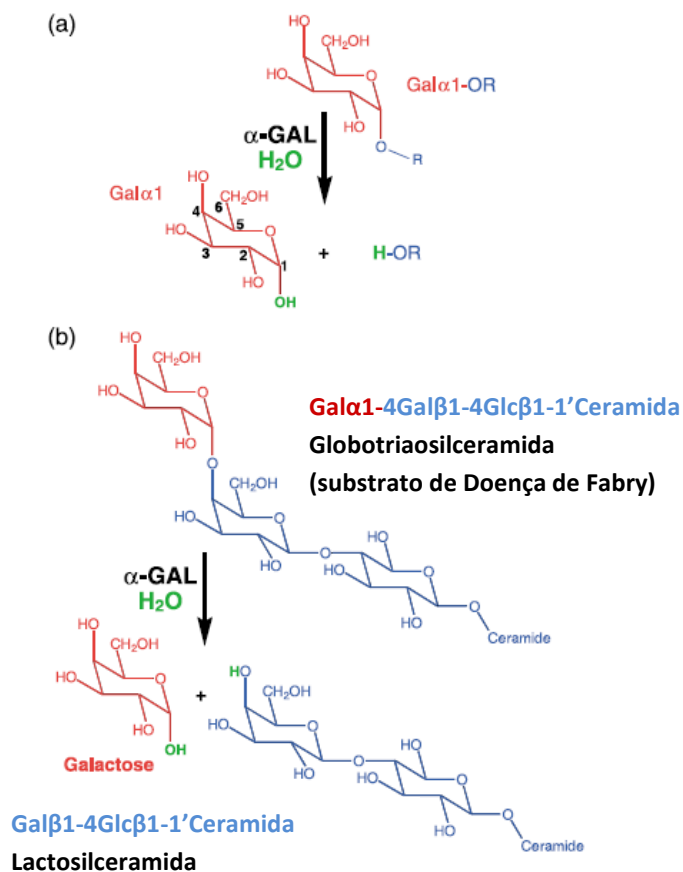 (a)
HO
CH₂OH
O
HO
HO
O
R
Galα1-OR
α-GAL
H₂O
Galα1
HO
6
CH₂OH
4
5
O
HO
3
2
1
HO
OH
+
H-OR
(b)
HO
CH₂OH
O
HO
HO
O
Galα1-4Galβ1-4Glcβ1-1’Ceramida
Globotriaosilceramida
(substrato de Doença de Fabry)
CH₂OH
O
HO
HO
O
HO
O
HO
HO
O
Ceramide
α-GAL
H₂O
HO
CH₂OH
O
HO
HO
OH
Galactose
+
HO
CH₂OH
O
HO
HO
O
HO
O
HO
HO
O
Ceramide
Galβ1-4Glcβ1-1’Ceramida
Lactosilceramida